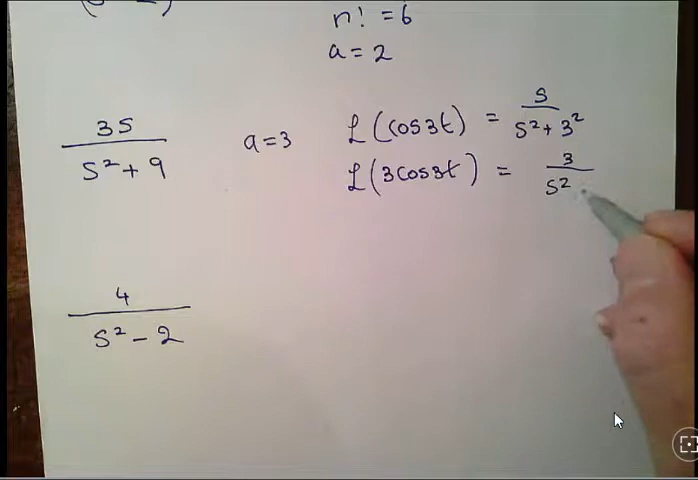 n! = 6
a = 2
3S / S² + 9
a = 3
ℒ(cos3t) = S / S² + 3²
ℒ(3cos3t) = 3 / S²
4 / S² - 2